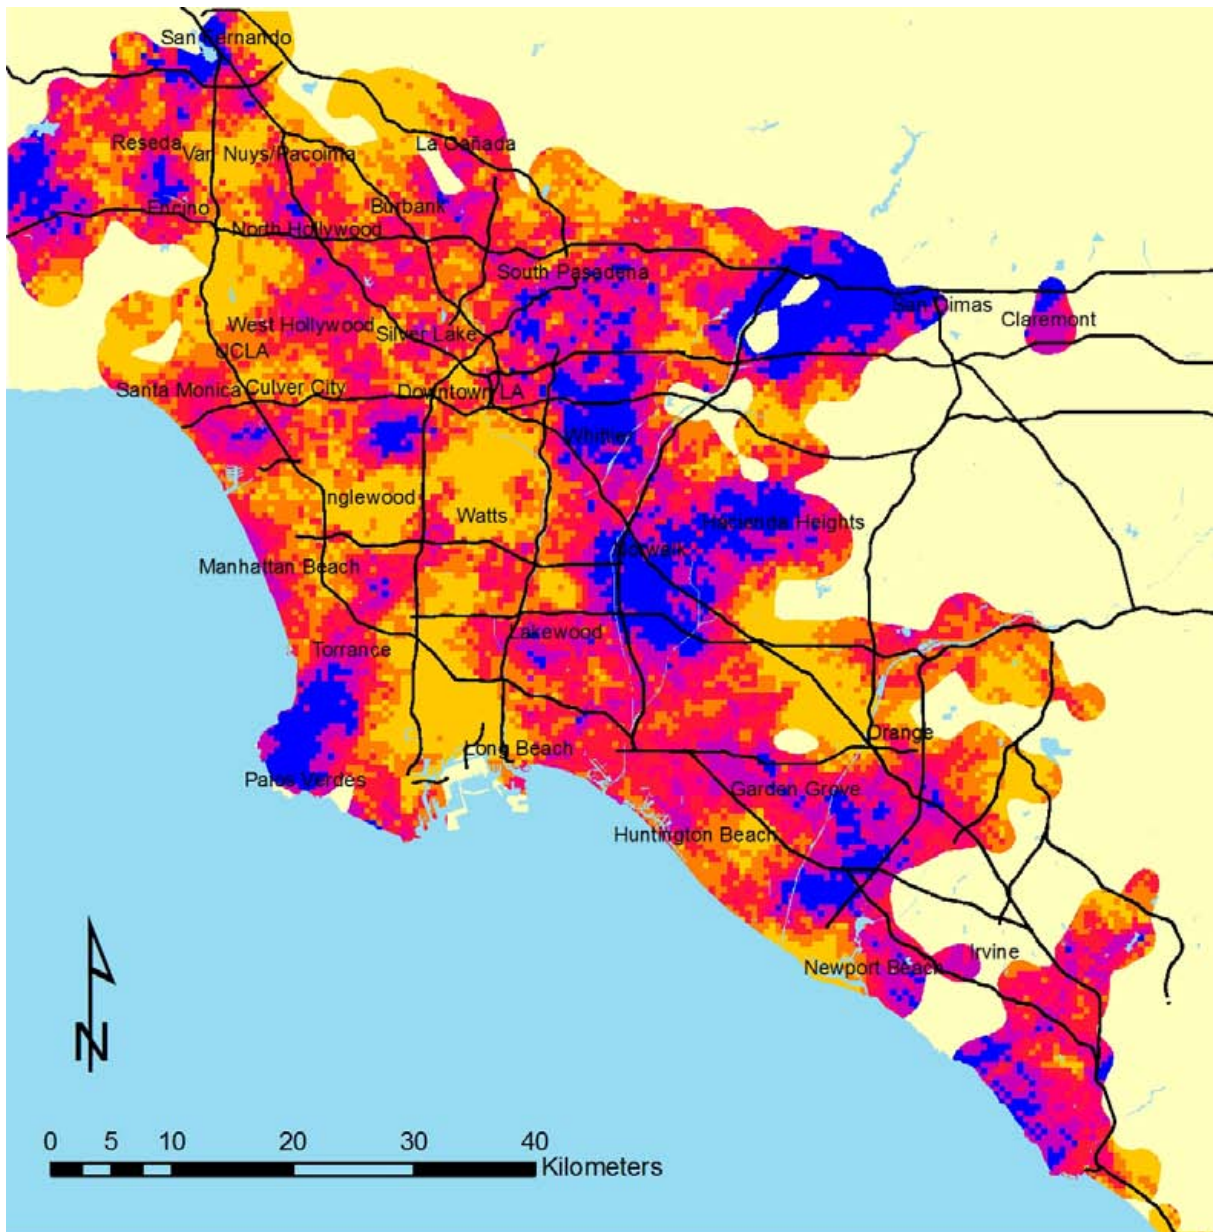 San Fernando
Reseda
Van Nuys/Pacoima
La Cañada
Encino
Burbank
North Hollywood
South Pasadena
San Dimas
Claremont
West Hollywood
Silver Lake
UCLA
Santa Monica
Culver City
Downtown LA
Whittier
Inglewood
Watts
Hacienda Heights
Norwalk
Manhattan Beach
Lakewood
Torrance
Orange
Long Beach
Palos Verdes
Garden Grove
Huntington Beach
Irvine
Newport Beach
N
0 5 10 20 30 40
Kilometers